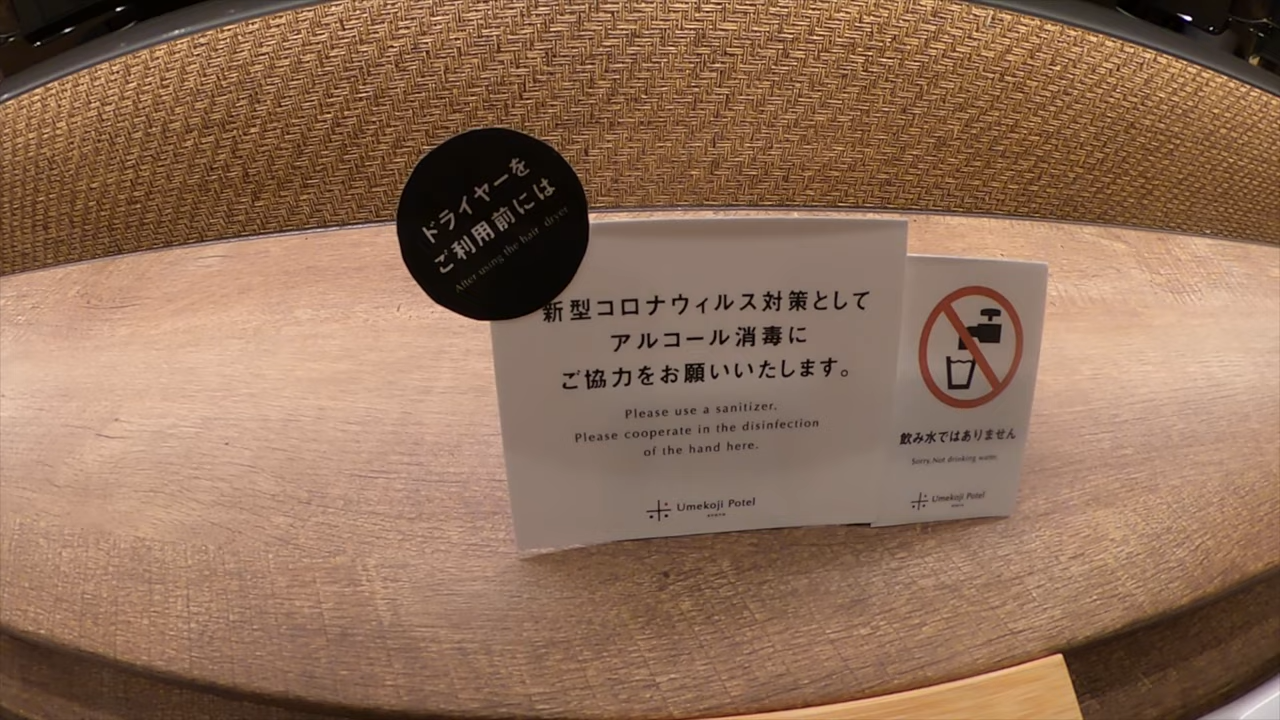 ドライヤーを
ご利用前には
After using the hair dryer
新型コロナウィルス対策として
アルコール消毒に
ご協力をお願いいたします。
Please use a sanitizer.
Please cooperate in the disinfection
of the hand here.
Umekoji Potel
飲み水ではありません
Sorry, Not drinking water.
Umekoji Potel